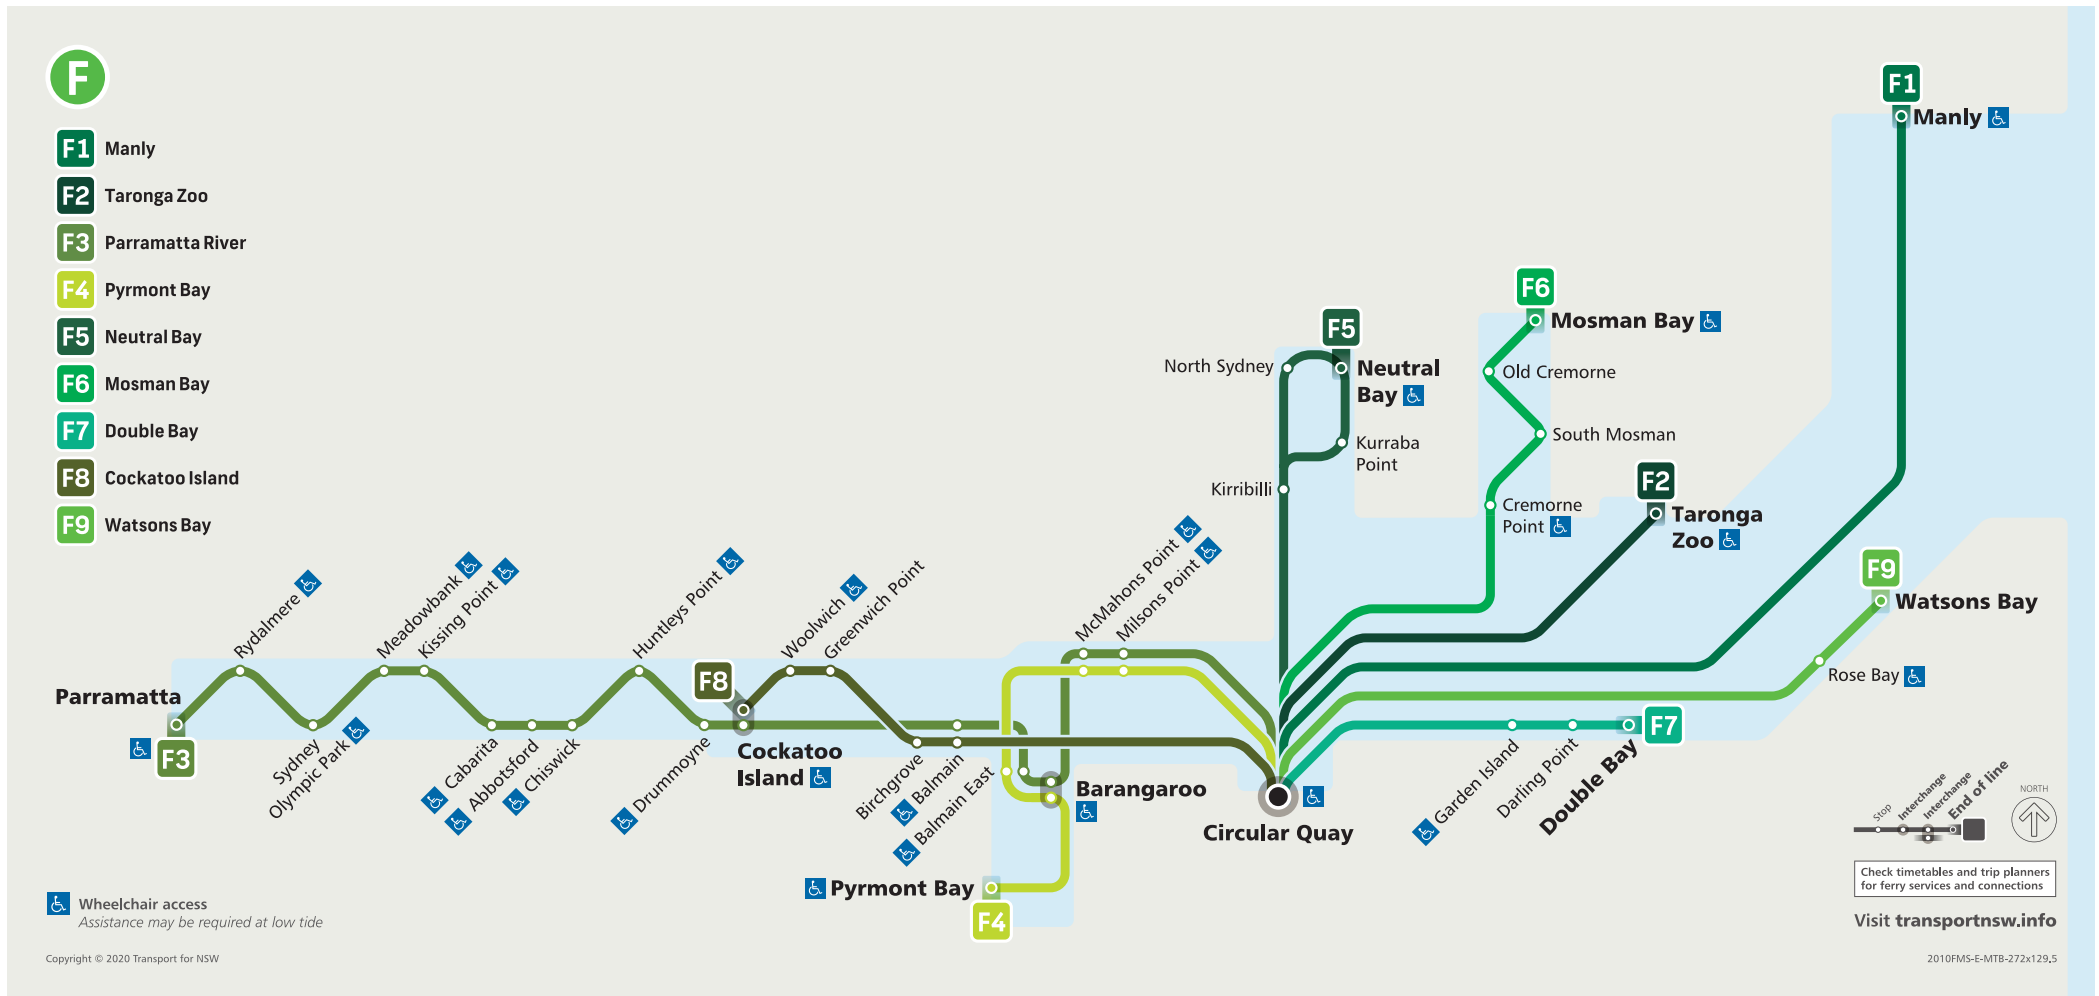 F
F1 Manly
F2 Taronga Zoo
F3 Parramatta River
F4 Pyrmont Bay
F5 Neutral Bay
F6 Mosman Bay
F7 Double Bay
F8 Cockatoo Island
F9 Watsons Bay
F1
Manly
F6
Mosman Bay
Old Cremorne
South Mosman
Cremorne
Point
F5
Neutral
Bay
North Sydney
Kurraba
Point
Kirribilli
F2
Taronga
Zoo
F9
Watsons Bay
Rose Bay
Parramatta
F3
Rydalmere
Sydney
Olympic Park
Meadowbank
Kissing Point
Cabarita
Abbotsford
Chiswick
Huntleys Point
Drummoyne
F8
Cockatoo
Island
Woolwich
Greenwich Point
Birchgrove
Balmain
Balmain East
McMahons Point
Milsons Point
Barangaroo
Circular Quay
Pyrmont Bay
F4
Garden Island
Darling Point
Double Bay
F7
Stop
Interchange
Interchange
End of line
NORTH
Check timetables and trip planners
for ferry services and connections
Visit transportnsw.info
Wheelchair access
Assistance may be required at low tide
Copyright © 2020 Transport for NSW
2010FMS-E-MTB-272x129.5